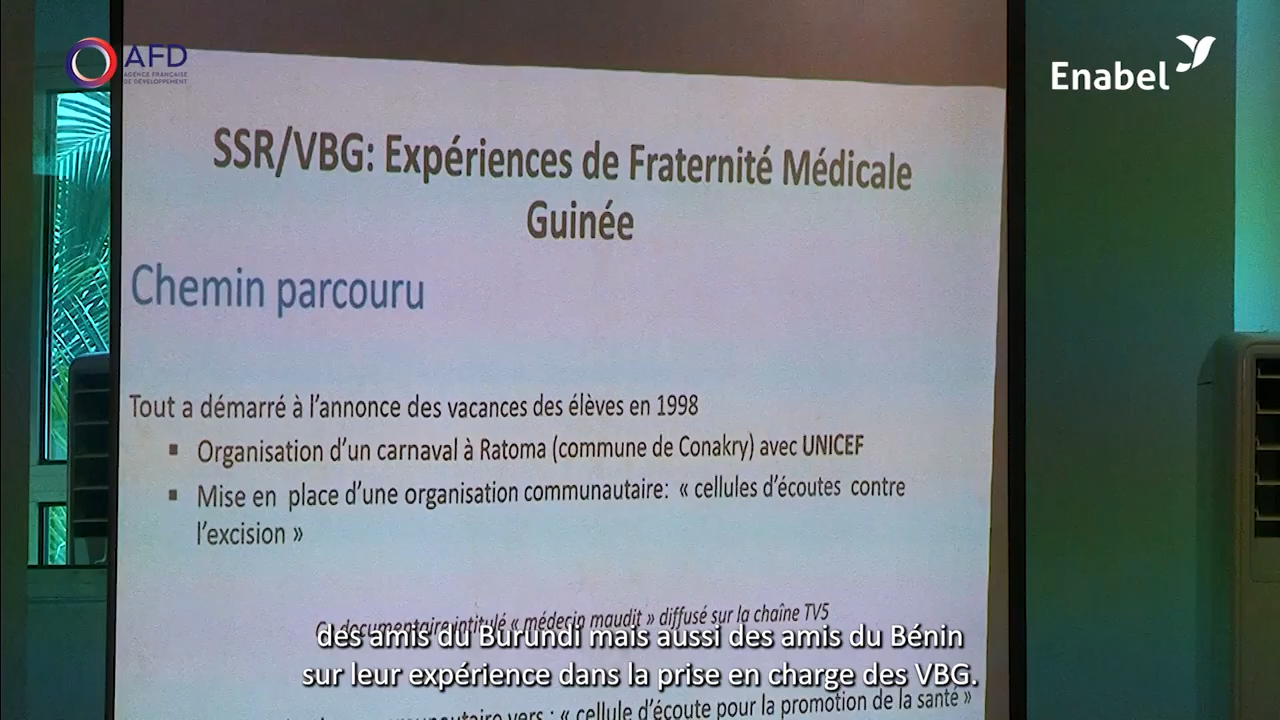 AFD
AGENCE FRANÇAISE
DE DÉVELOPPEMENT
Enabel
SSR/VBG: Expériences de Fraternité Médicale
Guinée
Chemin parcouru
Tout a démarré à l’annonce des vacances des élèves en 1998
▪ Organisation d’un carnaval à Ratoma (commune de Conakry) avec UNICEF
▪ Mise en place d’une organisation communautaire: « cellules d’écoutes contre
l’excision »
documentaire intitulé « médecin maudit » diffusé sur la chaîne TV5
des amis du Burundi mais aussi des amis du Bénin
sur leur expérience dans la prise en charge des VBG.
vers : « cellule d’écoute pour la promotion de la santé »